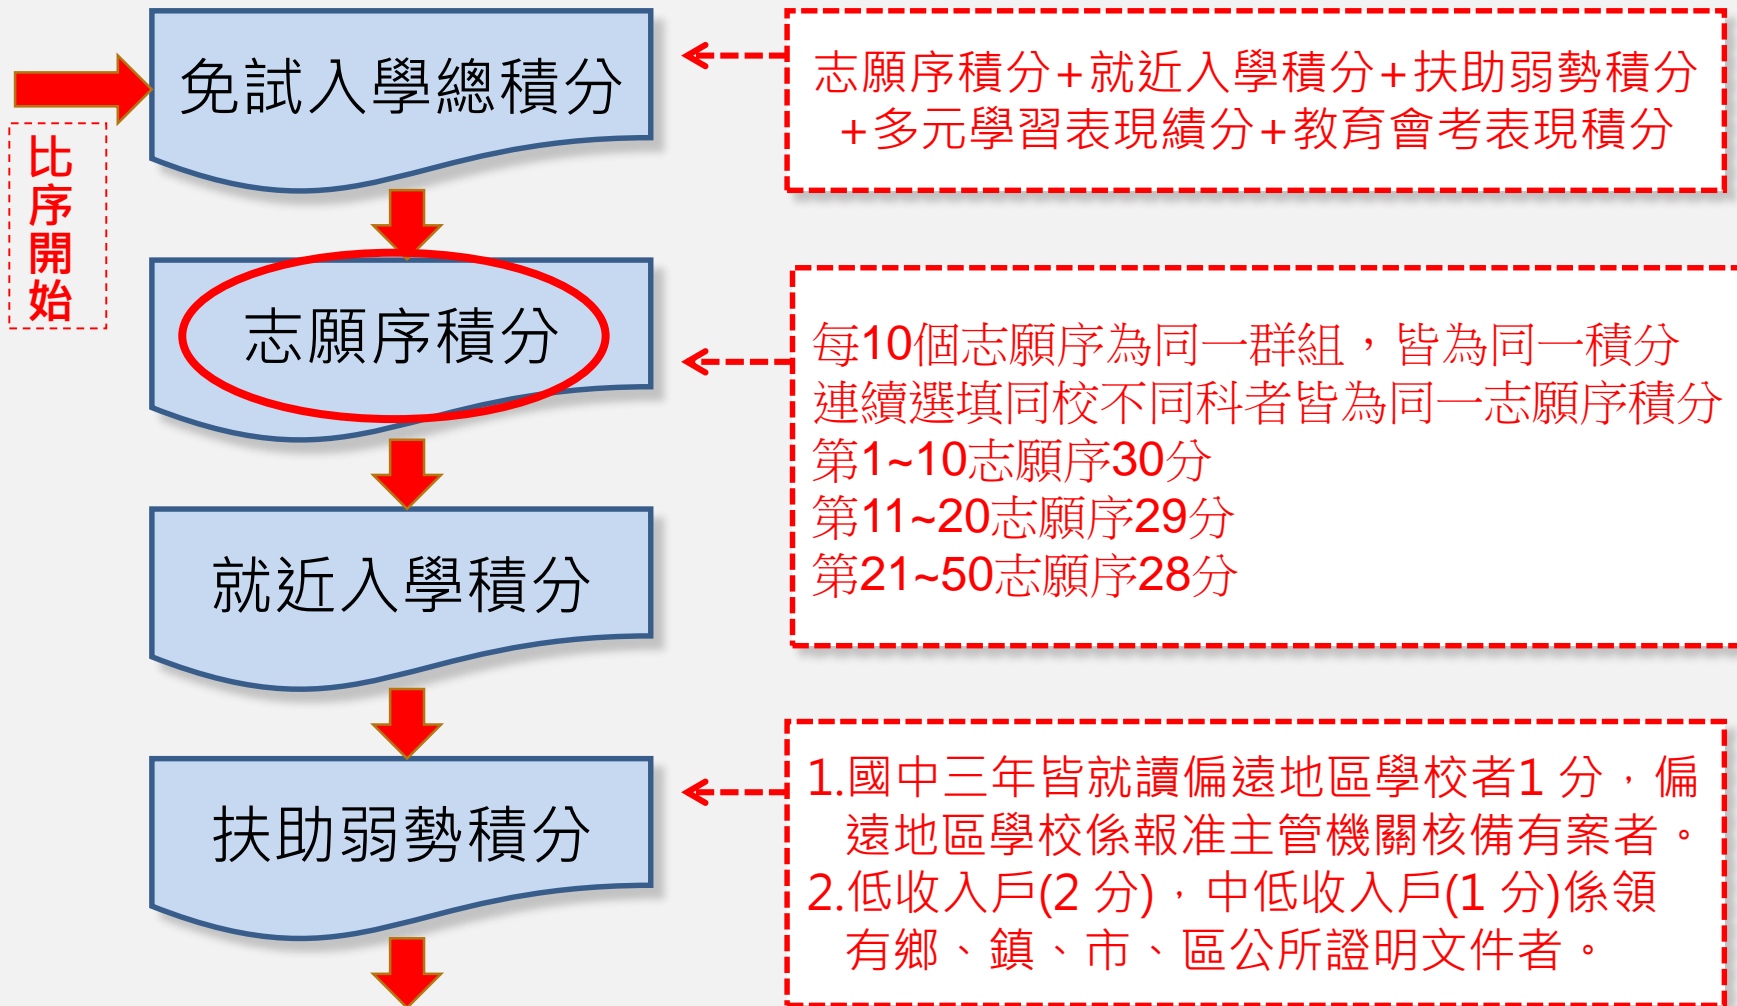 比序開始
免試入學總積分
志願序積分+就近入學積分+扶助弱勢積分
+多元學習表現績分+教育會考表現積分
志願序積分
每10個志願序為同一群組，皆為同一積分
連續選填同校不同科者皆為同一志願序積分
第1~10志願序30分
第11~20志願序29分
第21~50志願序28分
就近入學積分
扶助弱勢積分
1.國中三年皆就讀偏遠地區學校者1 分，偏
遠地區學校係報准主管機關核備有案者。
2.低收入戶(2 分)，中低收入戶(1 分)係領
有鄉、鎮、市、區公所證明文件者。